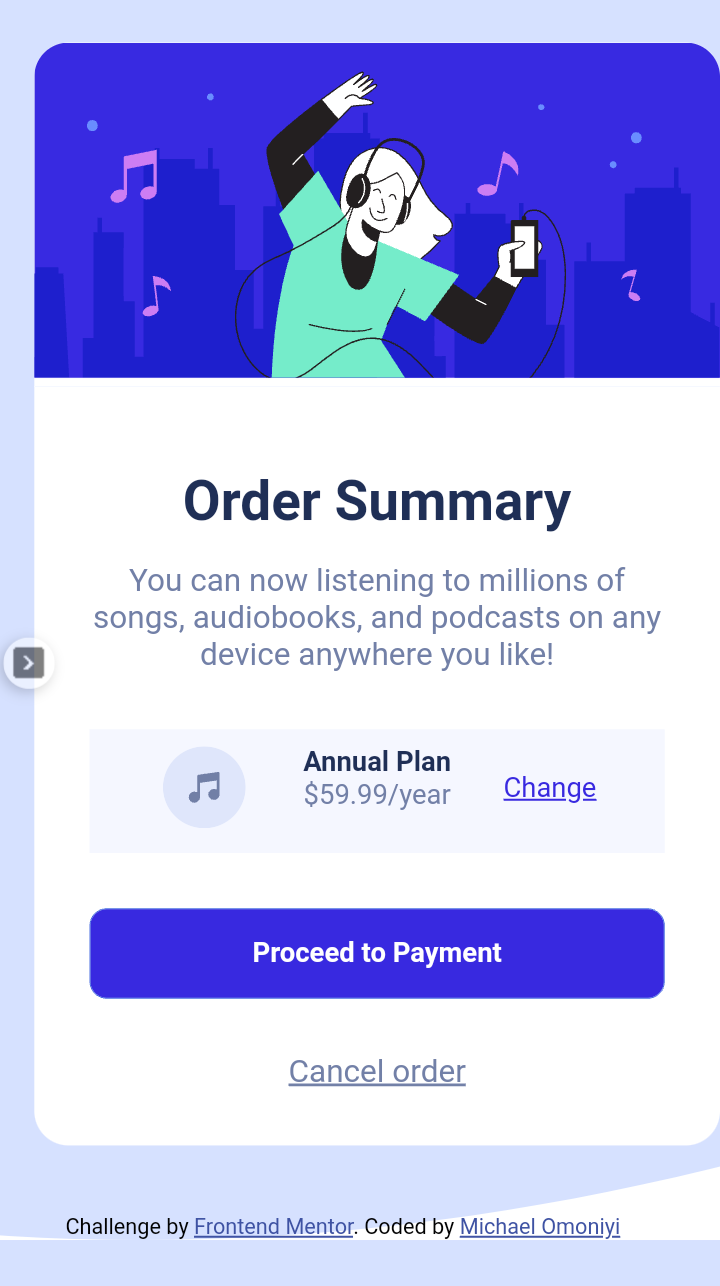 Order Summary
You can now listening to millions of
songs, audiobooks, and podcasts on any
device anywhere you like!
Annual Plan
$59.99/year
Change
Proceed to Payment
Cancel order
Challenge by Frontend Mentor. Coded by Michael Omoniyi